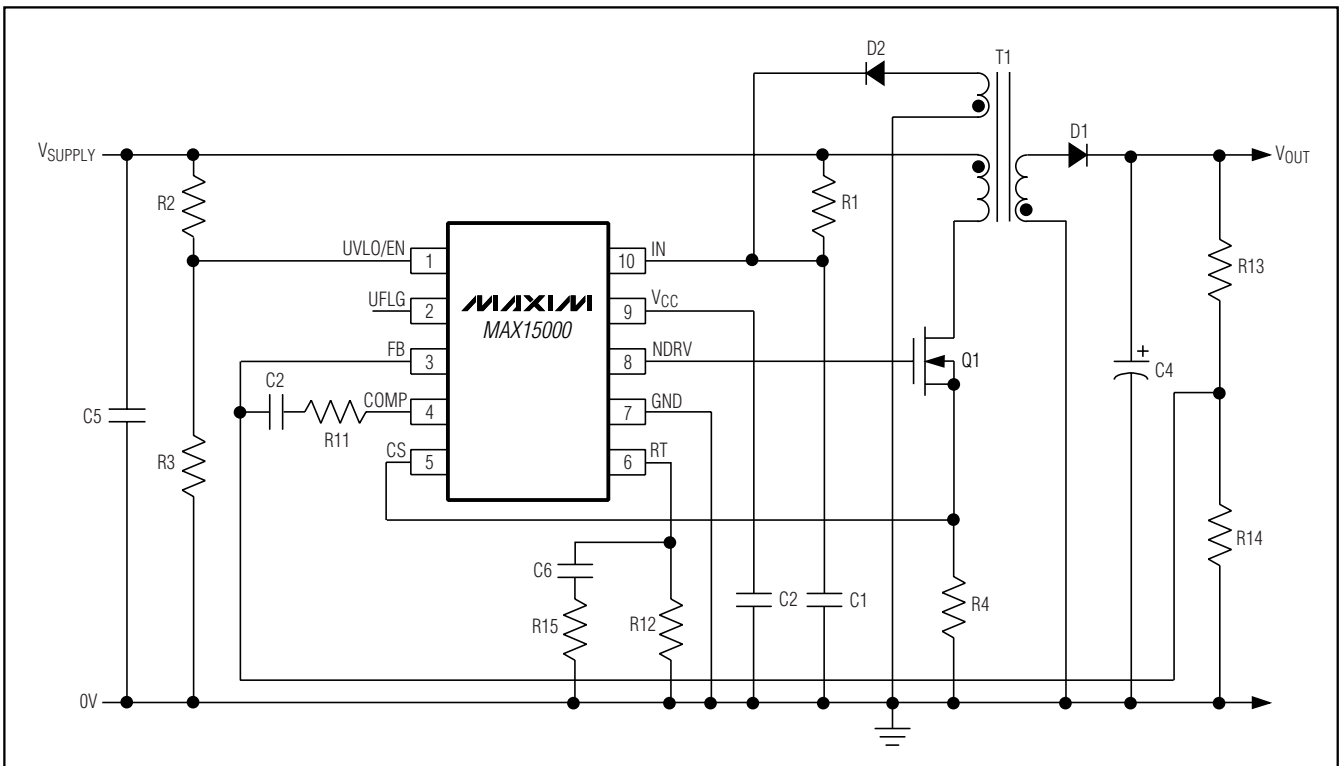 D2
T1
D1
VSUPPLY
VOUT
R2
R1
UVLO/EN
1
10
IN
R13
UFLG
2
MAXIM
MAX15000
9
VCC
FB
3
8
NDRV
Q1
+
C4
C2
COMP
4
7
GND
C5
R11
R3
CS
5
6
RT
R14
C6
C2
C1
R4
R15
R12
0V